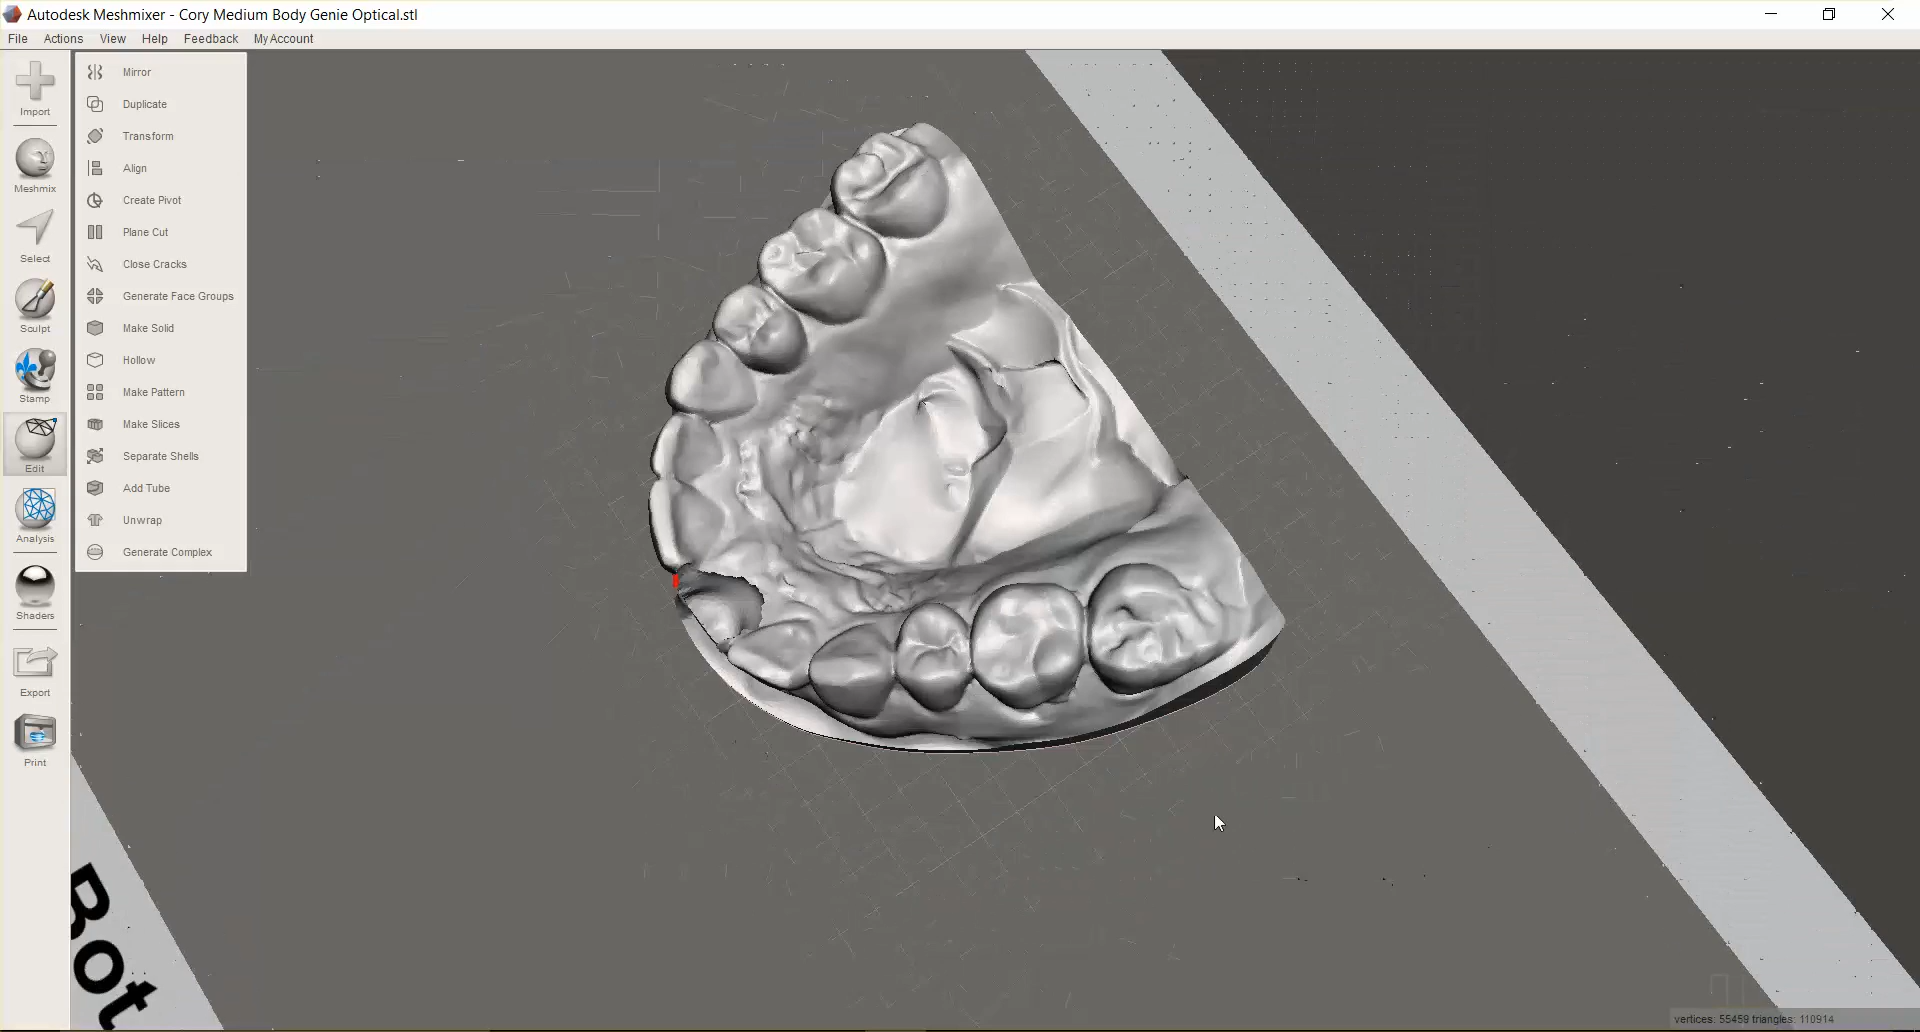 Autodesk Meshmixer - Cory Medium Body Genie Optical.stl
File Actions View Help Feedback My Account
Import
Meshmix
Select
Sculpt
Stamp
Edit
Analysis
Shaders
Export
Print
Mirror
Duplicate
Transform
Align
Create Pivot
Plane Cut
Close Cracks
Generate Face Groups
Make Solid
Hollow
Make Pattern
Make Slices
Separate Shells
Add Tube
Unwrap
Generate Complex
Bot
vertices: 55459 triangles: 110914